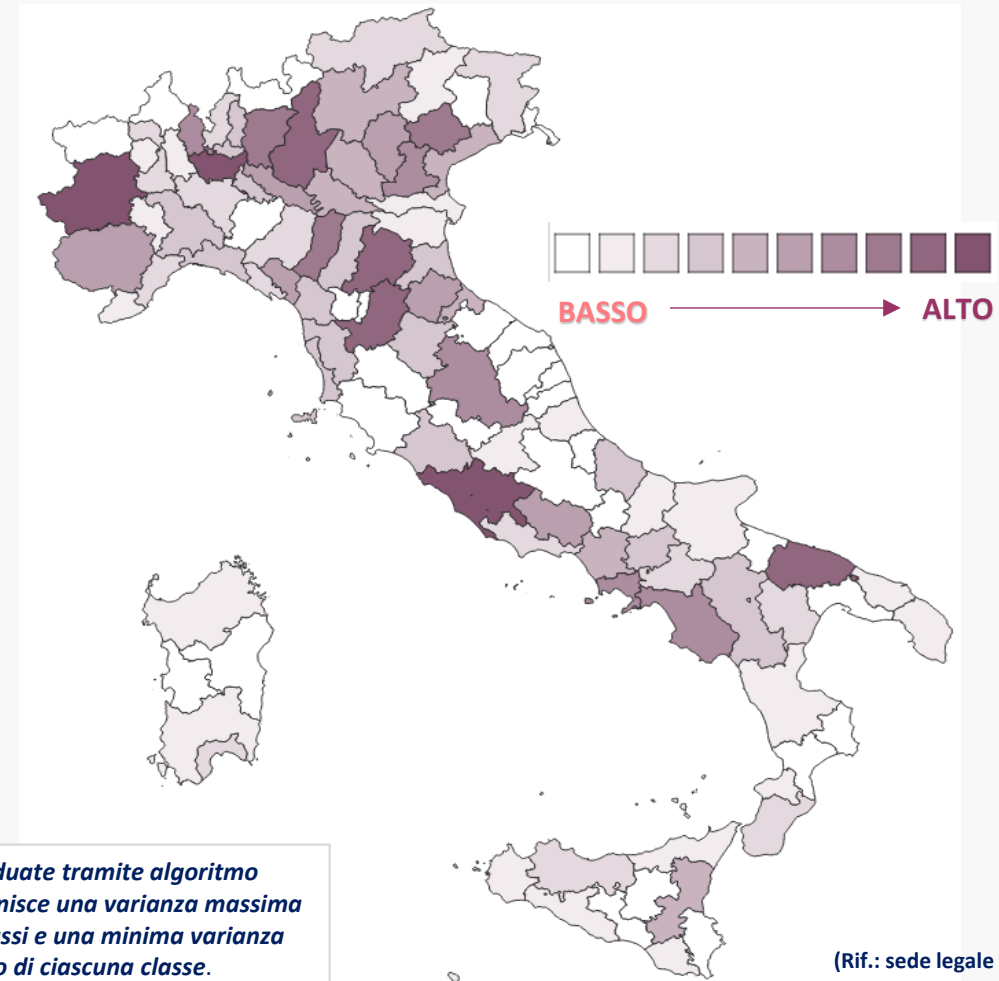 BASSO ALTO
duate tramite algoritmo
nisce una varianza massima
ssi e una minima varianza
o di ciascuna classe.
(Rif.: sede legale